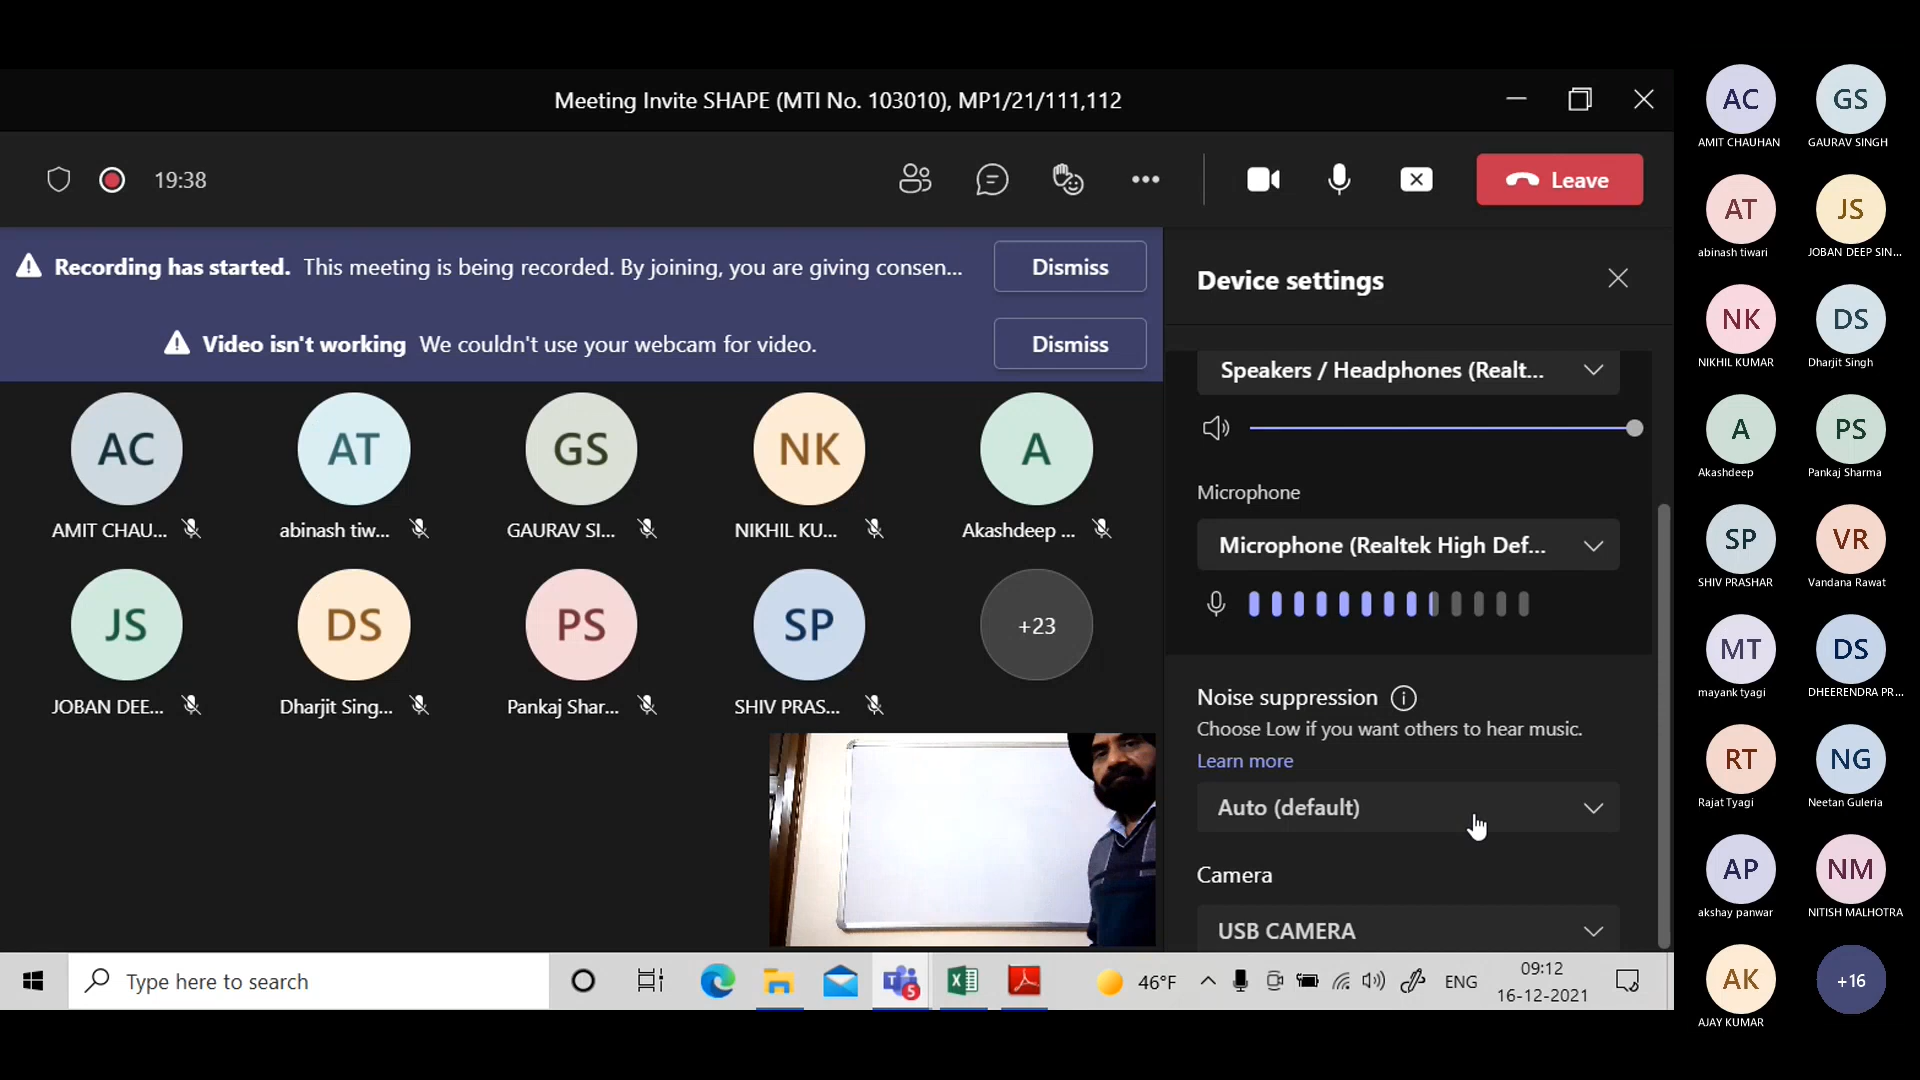 Meeting Invite SHAPE (MTI No. 103010), MP1/21/111,112
19:38
Leave
Recording has started. This meeting is being recorded. By joining, you are giving consen...
Dismiss
Video isn't working We couldn't use your webcam for video.
Dismiss
AC
AT
GS
NK
A
AMIT CHAU...
abinash tiw...
GAURAV SI...
NIKHIL KU...
Akashdeep ...
JS
DS
PS
SP
+23
JOBAN DEE...
Dharjit Sing...
Pankaj Shar...
SHIV PRAS...
Device settings
Speakers / Headphones (Realt...
Microphone
Microphone (Realtek High Def...
Noise suppression
Choose Low if you want others to hear music.
Learn more
Auto (default)
Camera
USB CAMERA
Type here to search
5
46°F
ENG
09:12
16-12-2021
AC
GS
AMIT CHAUHAN
GAURAV SINGH
AT
JS
abinash tiwari
JOBAN DEEP SIN...
NK
DS
NIKHIL KUMAR
Dharjit Singh
A
PS
Akashdeep
Pankaj Sharma
SP
VR
SHIV PRASHAR
Vandana Rawat
MT
DS
mayank tyagi
DHEERENDRA PR...
RT
NG
Rajat Tyagi
Neetan Guleria
AP
NM
akshay panwar
NITISH MALHOTRA
AK
+16
AJAY KUMAR